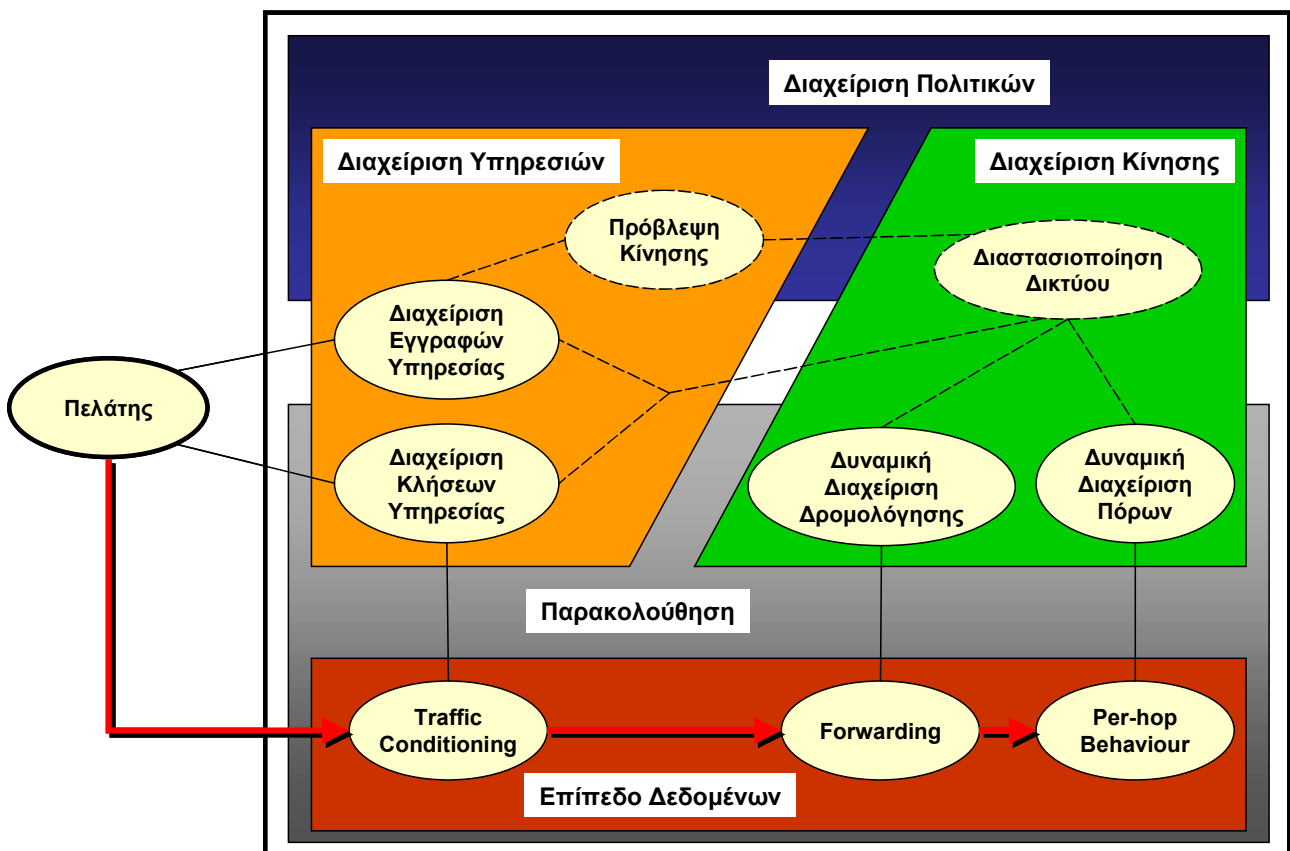 Διαχείριση Πολιτικών
Διαχείριση Υπηρεσιών
Διαχείριση Κίνησης
Πρόβλεψη
Κίνησης
Διαστασιοποίηση
Δικτύου
Διαχείριση
Εγγραφών
Υπηρεσίας
Πελάτης
Διαχείριση
Κλήσεων
Υπηρεσίας
Δυναμική
Διαχείριση
Δρομολόγησης
Δυναμική
Διαχείριση
Πόρων
Παρακολούθηση
Traffic
Conditioning
Forwarding
Per-hop
Behaviour
Επίπεδο Δεδομένων